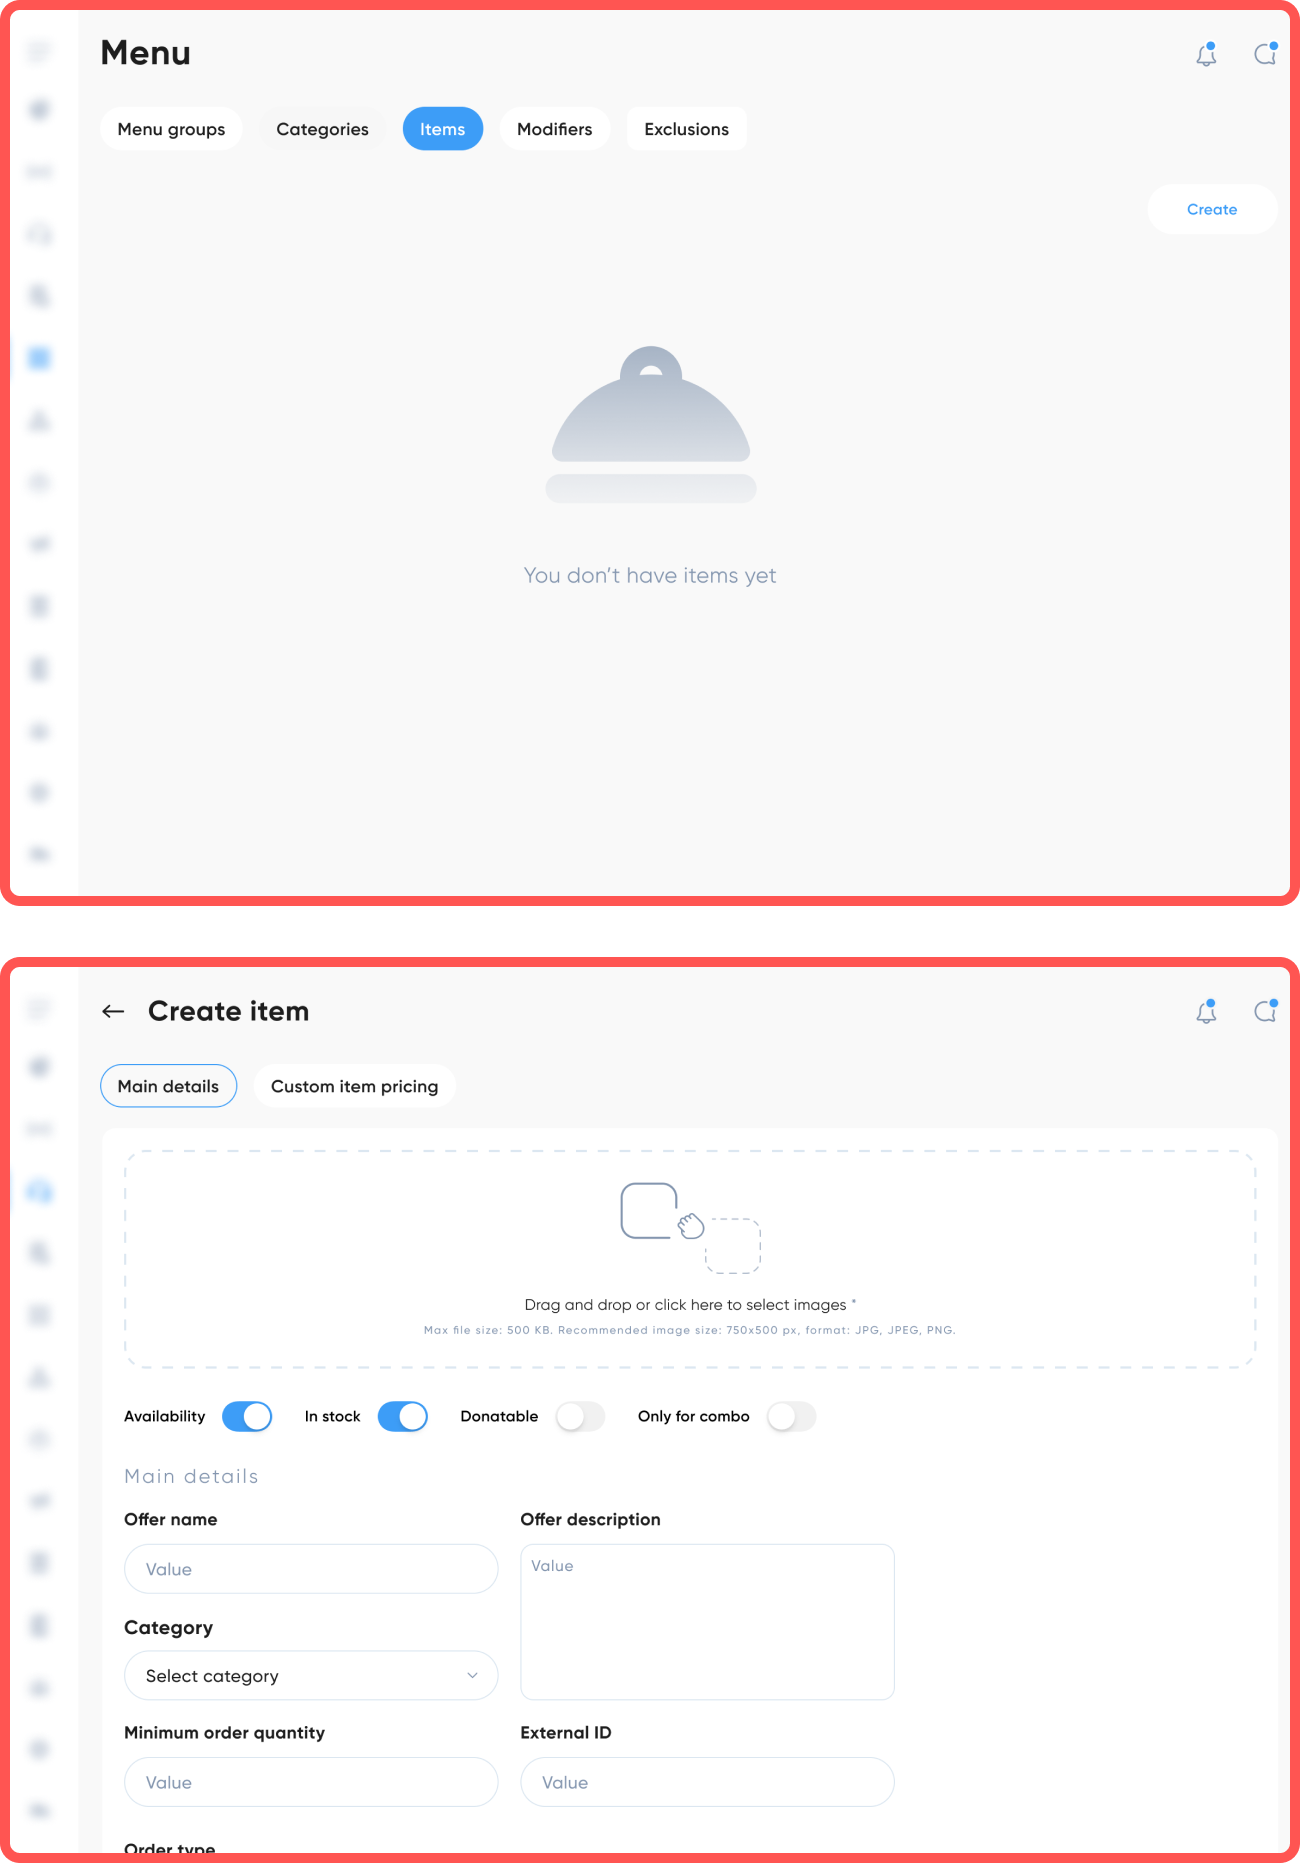 Menu
Menu groups
Categories
Items
Modifiers
Exclusions
Create
You don’t have items yet
Create item
Main details
Custom item pricing
Drag and drop or click here to select images *
Max file size: 500 KB. Recommended image size: 750x500 px, format: JPG, JPEG, PNG.
Availability
In stock
Donatable
Only for combo
Main details
Offer name
Offer description
Value
Value
Category
Select category
Minimum order quantity
External ID
Value
Value
Order type